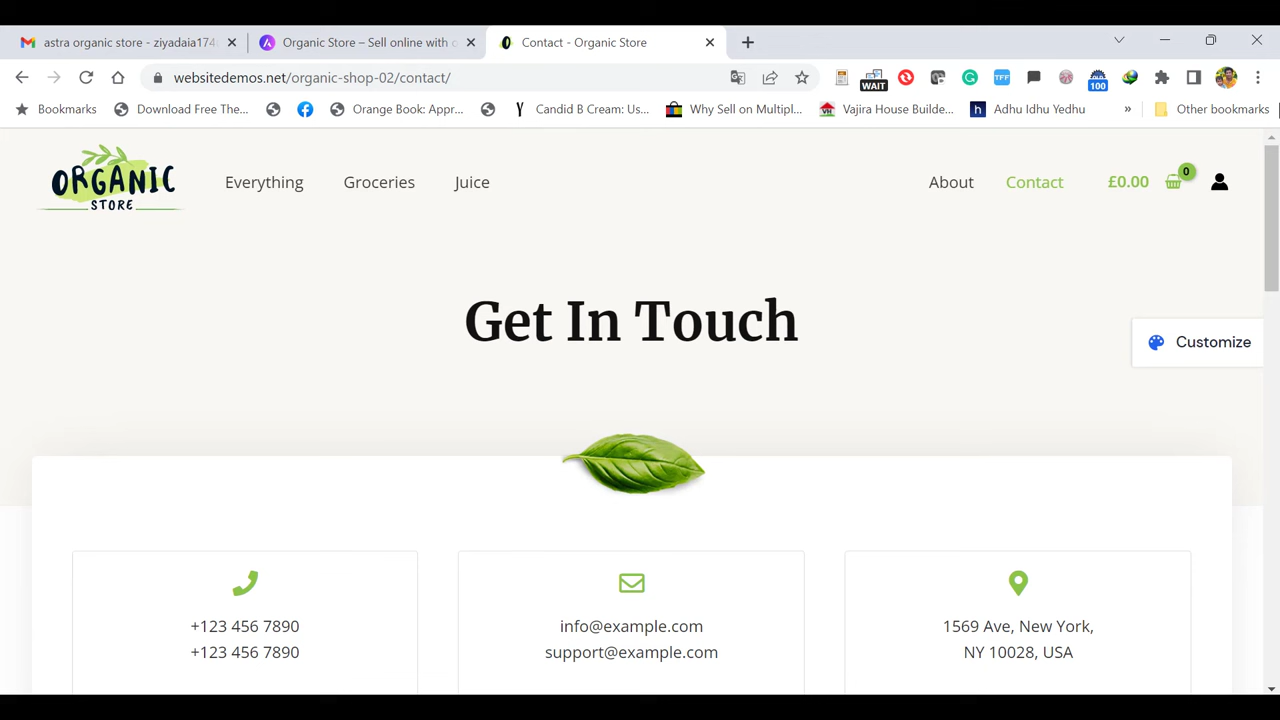 astra organic store - ziyadaia174
Organic Store – Sell online with o
Contact - Organic Store
websitedemos.net/organic-shop-02/contact/
WAIT
TFF
100
Bookmarks
Download Free The...
Orange Book: Appr...
Candid B Cream: Us...
Why Sell on Multipl...
Vajira House Builde...
Adhu Idhu Yedhu
»
Other bookmarks
ORGANIC
STORE
Everything
Groceries
Juice
About
Contact
£0.00
0
Get In Touch
Customize
+123 456 7890
+123 456 7890
info@example.com
support@example.com
1569 Ave, New York,
NY 10028, USA